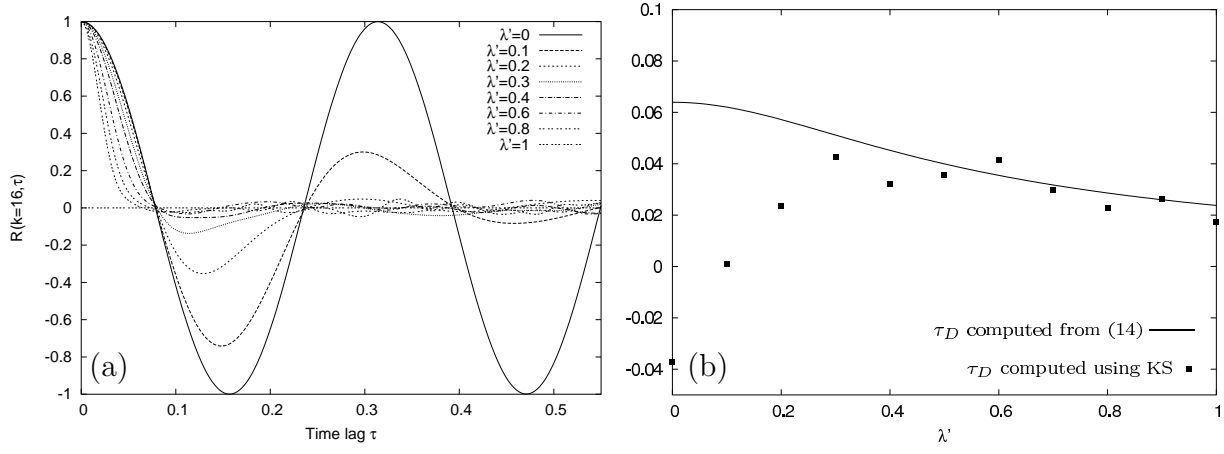 1
0.8
0.6
0.4
0.2
0
-0.2
-0.4
-0.6
-0.8
-1
R(k=16,τ)
0
0.1
0.2
0.3
0.4
0.5
Time lag τ
λ'=0
λ'=0.1
λ'=0.2
λ'=0.3
λ'=0.4
λ'=0.6
λ'=0.8
λ'=1
(a)
0.1
0.08
0.06
0.04
0.02
0
-0.02
-0.04
0
0.2
0.4
0.6
0.8
1
λ'
τ_D computed from (14)
τ_D computed using KS
(b)